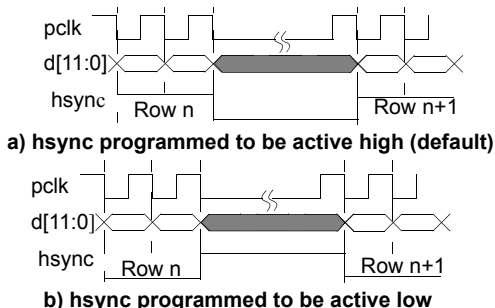 pclk
d[11:0]
hsync
Row n
Row n+1
a) hsync programmed to be active high (default)
pclk
d[11:0]
hsync
Row n
Row n+1
b) hsync programmed to be active low